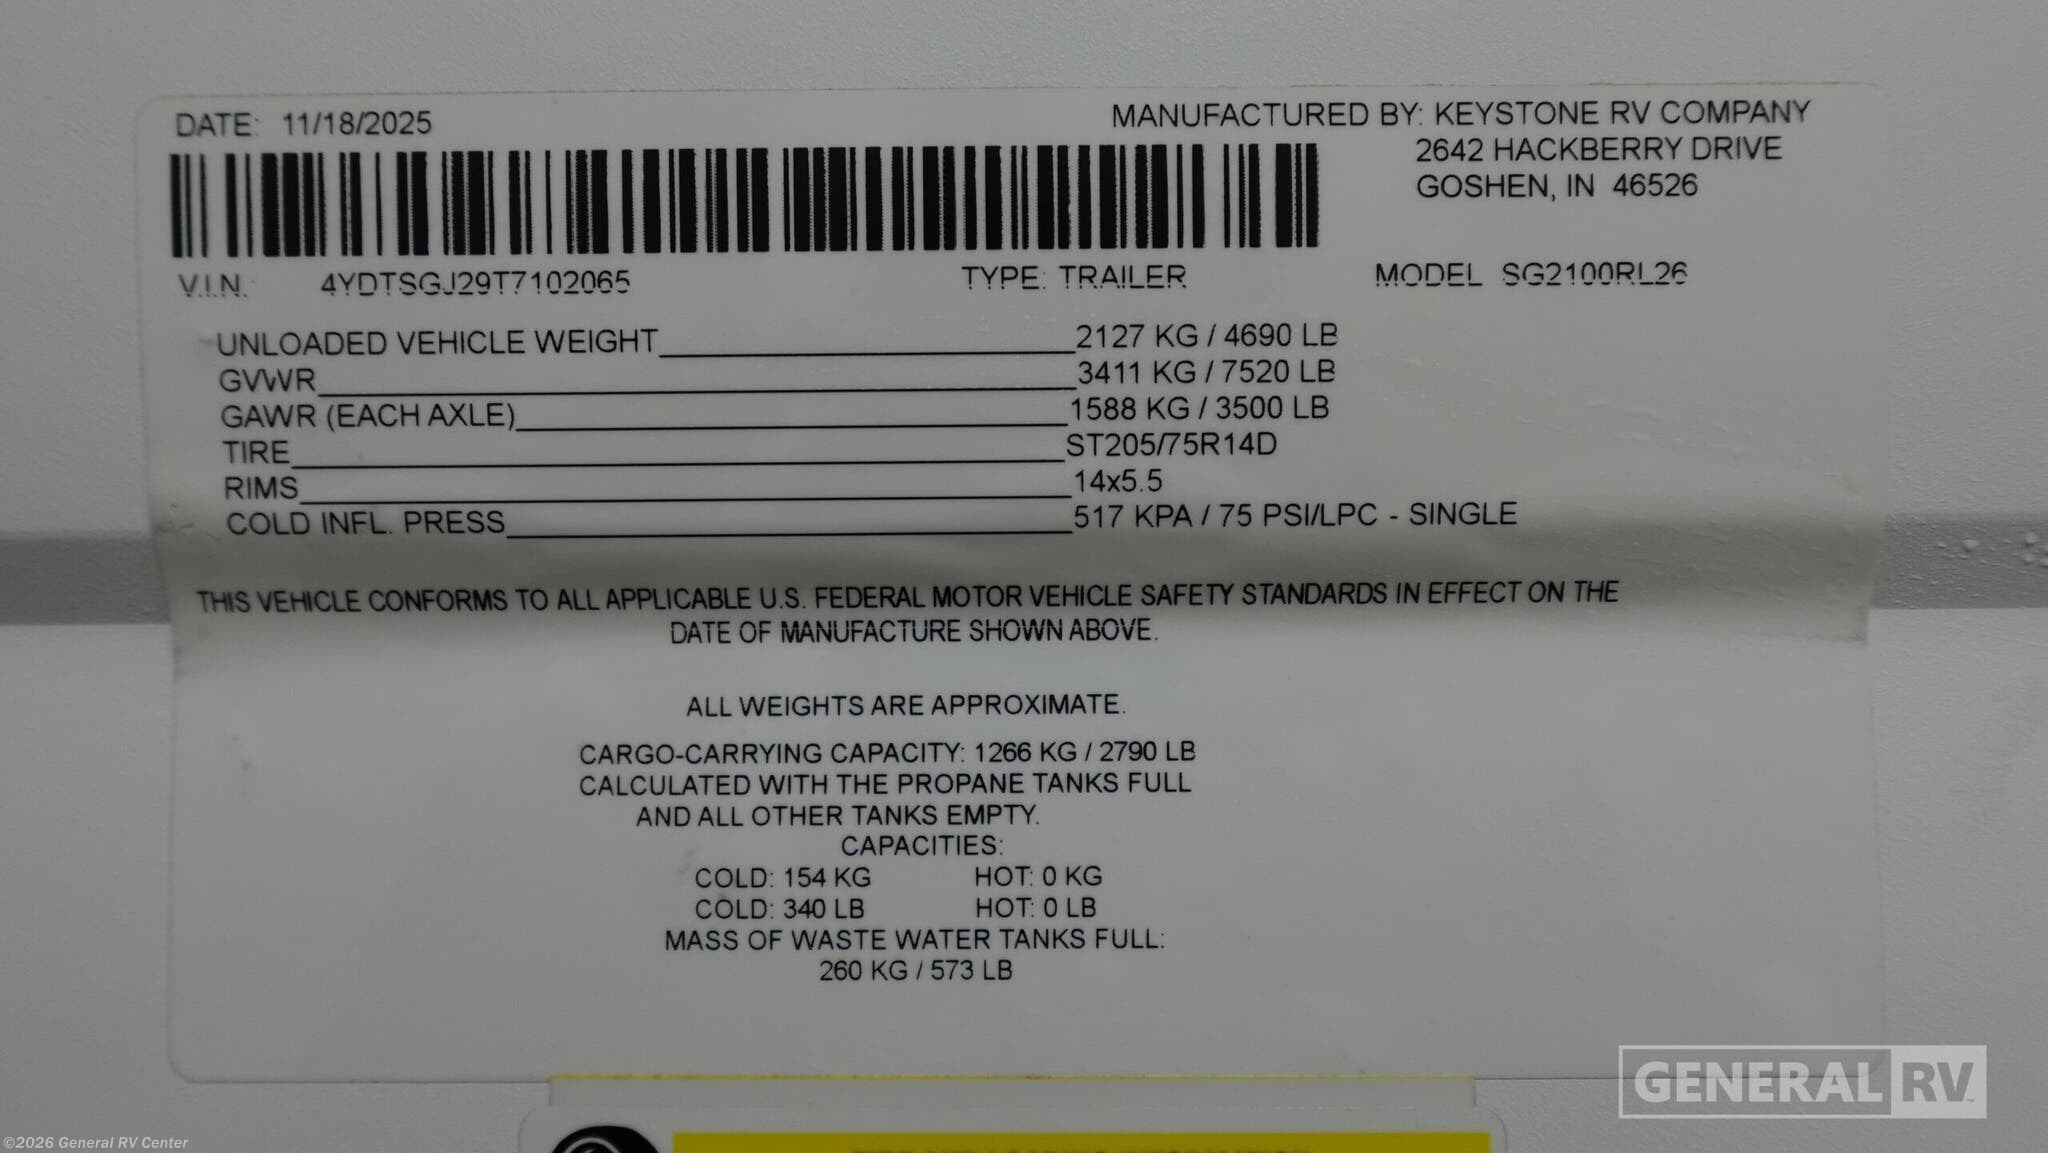 DATE: 11/18/2025
MANUFACTURED BY: KEYSTONE RV COMPANY
2642 HACKBERRY DRIVE
GOSHEN, IN 46526
V.I.N.: 4YDTSGJ29T7102065 TYPE: TRAILER MODEL SG2100RL26
UNLOADED VEHICLE WEIGHT 2127 KG / 4690 LB
GVWR 3411 KG / 7520 LB
GAWR (EACH AXLE) 1588 KG / 3500 LB
TIRE ST205/75R14D
RIMS 14x5.5
COLD INFL. PRESS 517 KPA / 75 PSI/LPC - SINGLE
THIS VEHICLE CONFORMS TO ALL APPLICABLE U.S. FEDERAL MOTOR VEHICLE SAFETY STANDARDS IN EFFECT ON THE
DATE OF MANUFACTURE SHOWN ABOVE.
ALL WEIGHTS ARE APPROXIMATE.
CARGO-CARRYING CAPACITY: 1266 KG / 2790 LB
CALCULATED WITH THE PROPANE TANKS FULL
AND ALL OTHER TANKS EMPTY.
CAPACITIES:
COLD: 154 KG HOT: 0 KG
COLD: 340 LB HOT: 0 LB
MASS OF WASTE WATER TANKS FULL:
260 KG / 573 LB
GENERAL RV
©2026 General RV Center